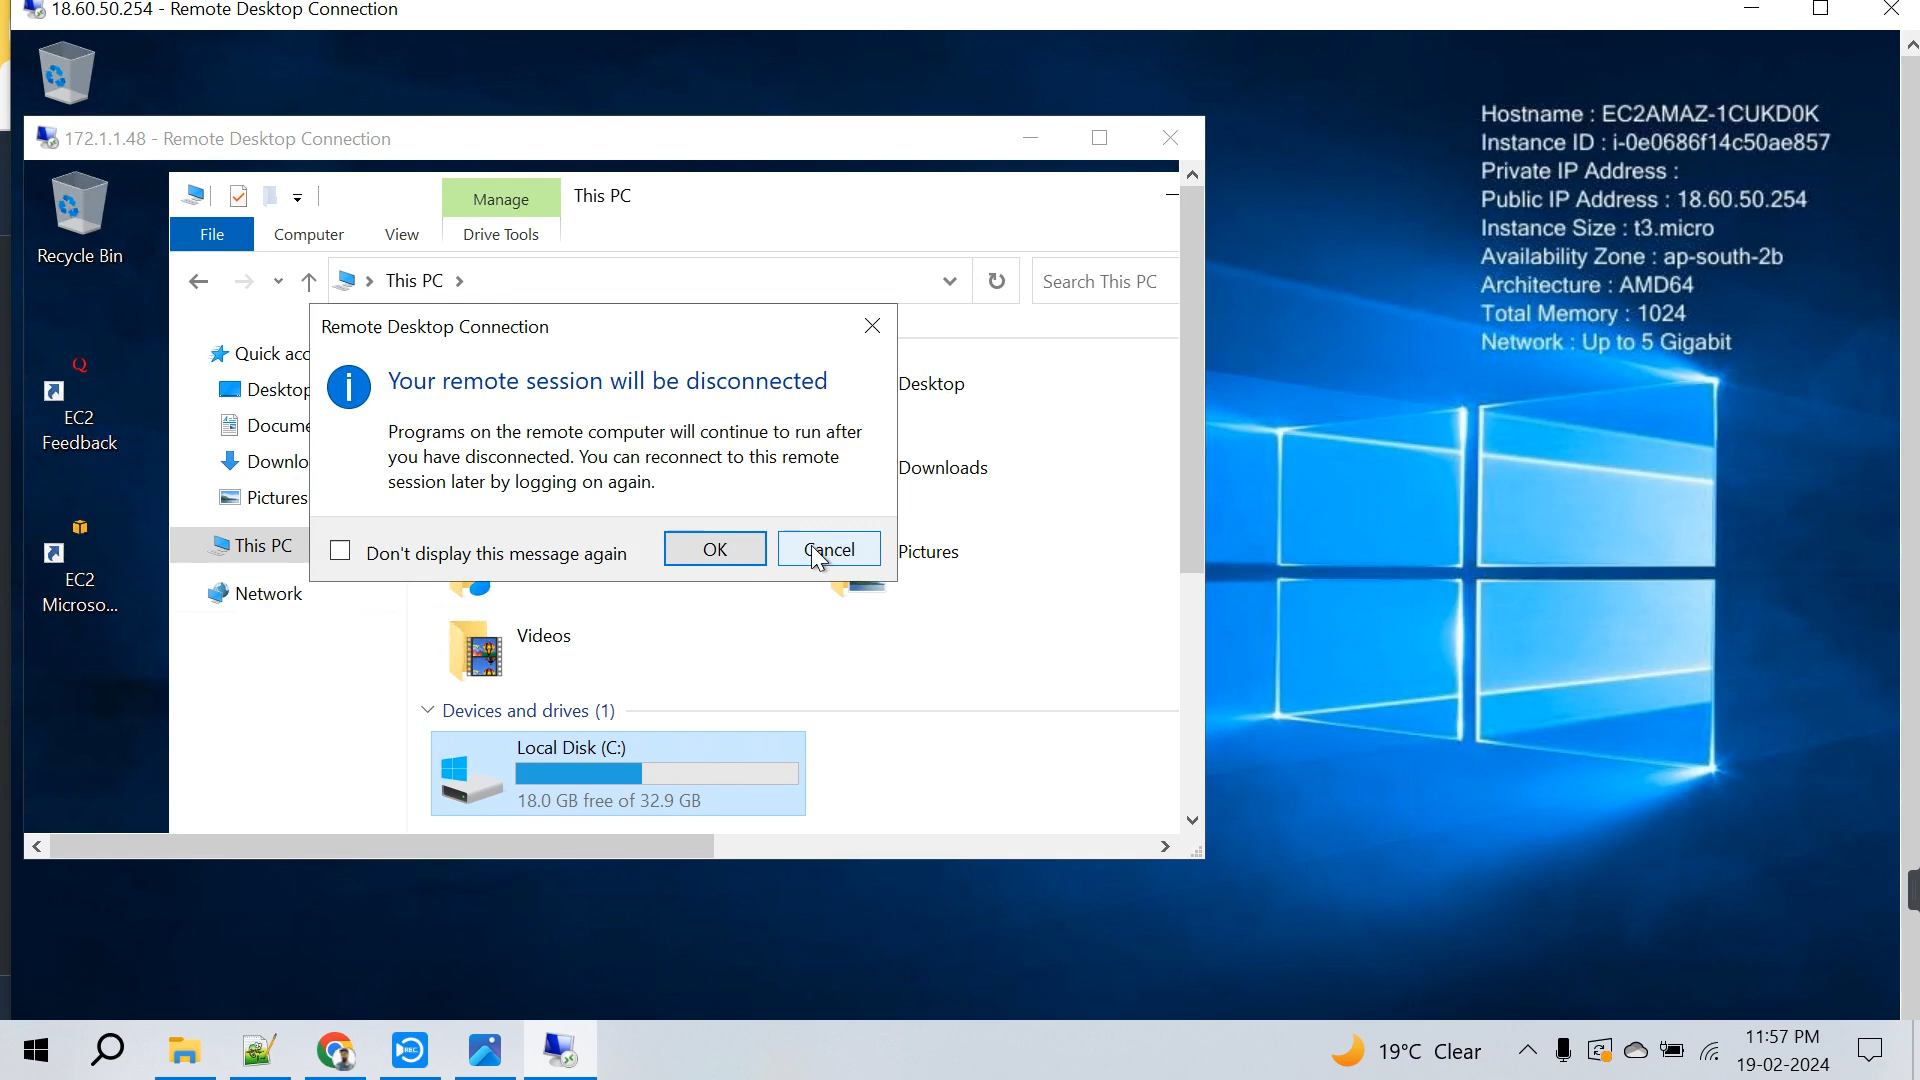 18.60.50.254 - Remote Desktop Connection
Hostname : EC2AMAZ-1CUKD0K
Instance ID : i-0e0686f14c50ae857
Private IP Address :
Public IP Address : 18.60.50.254
Instance Size : t3.micro
Availability Zone : ap-south-2b
Architecture : AMD64
Total Memory : 1024
Network : Up to 5 Gigabit
172.1.1.48 - Remote Desktop Connection
Recycle Bin
EC2
Feedback
EC2
Microso...
Manage
This PC
File
Computer
View
Drive Tools
This PC
Search This PC
Quick acc
Desktop
Docume
Downlo
Pictures
This PC
Network
Remote Desktop Connection
Your remote session will be disconnected
Programs on the remote computer will continue to run after
you have disconnected. You can reconnect to this remote
session later by logging on again.
Don't display this message again
OK
Cancel
Desktop
Downloads
Pictures
Videos
Devices and drives (1)
Local Disk (C:)
18.0 GB free of 32.9 GB
REC
19°C Clear
11:57 PM
19-02-2024